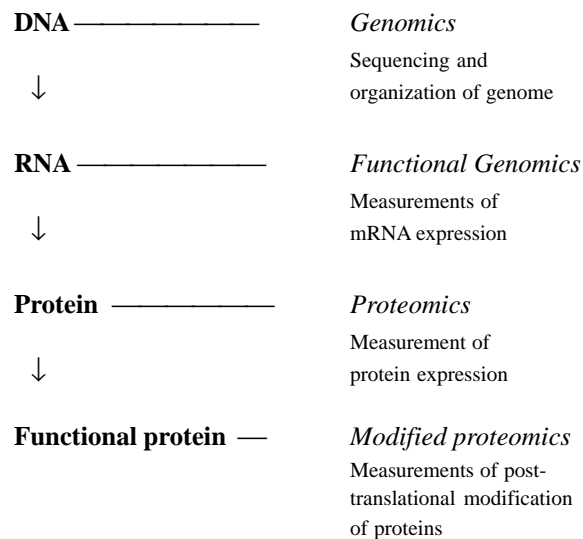 DNA Genomics
Sequencing and
↓ organization of genome
RNA Functional Genomics
Measurements of
↓ mRNA expression
Protein Proteomics
Measurement of
↓ protein expression
Functional protein Modified proteomics
Measurements of post-
translational modification
of proteins